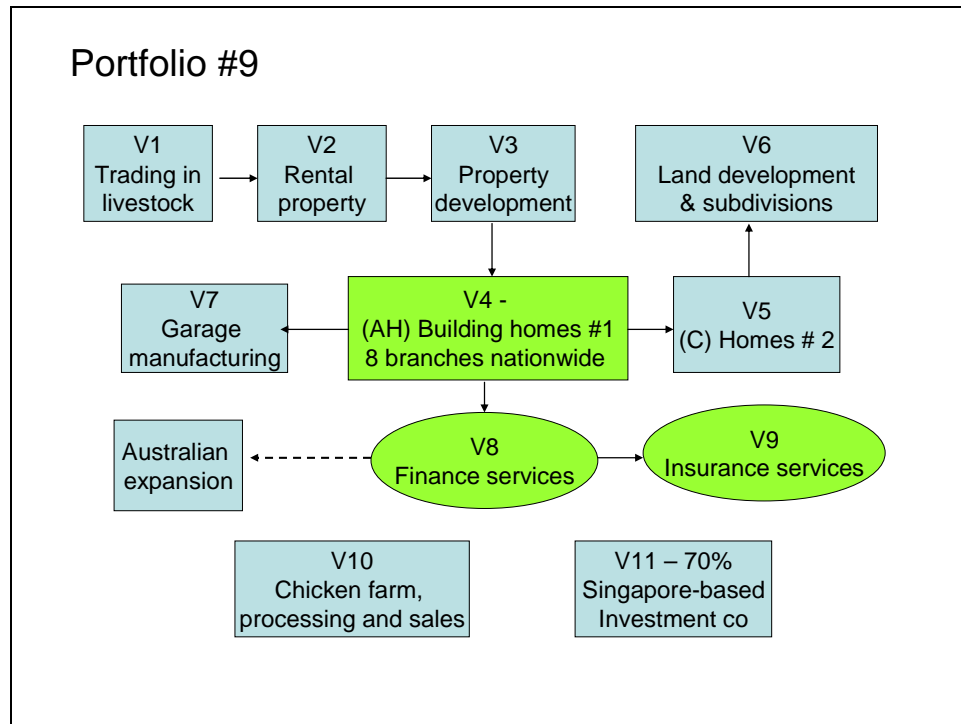 Portfolio #9
V1
Trading in
livestock
V2
Rental
property
V3
Property
development
V6
Land development
& subdivisions
V7
Garage
manufacturing
V4 -
(AH) Building homes #1
8 branches nationwide
V5
(C) Homes # 2
Australian
expansion
V8
Finance services
V9
Insurance services
V10
Chicken farm,
processing and sales
V11 – 70%
Singapore-based
Investment co